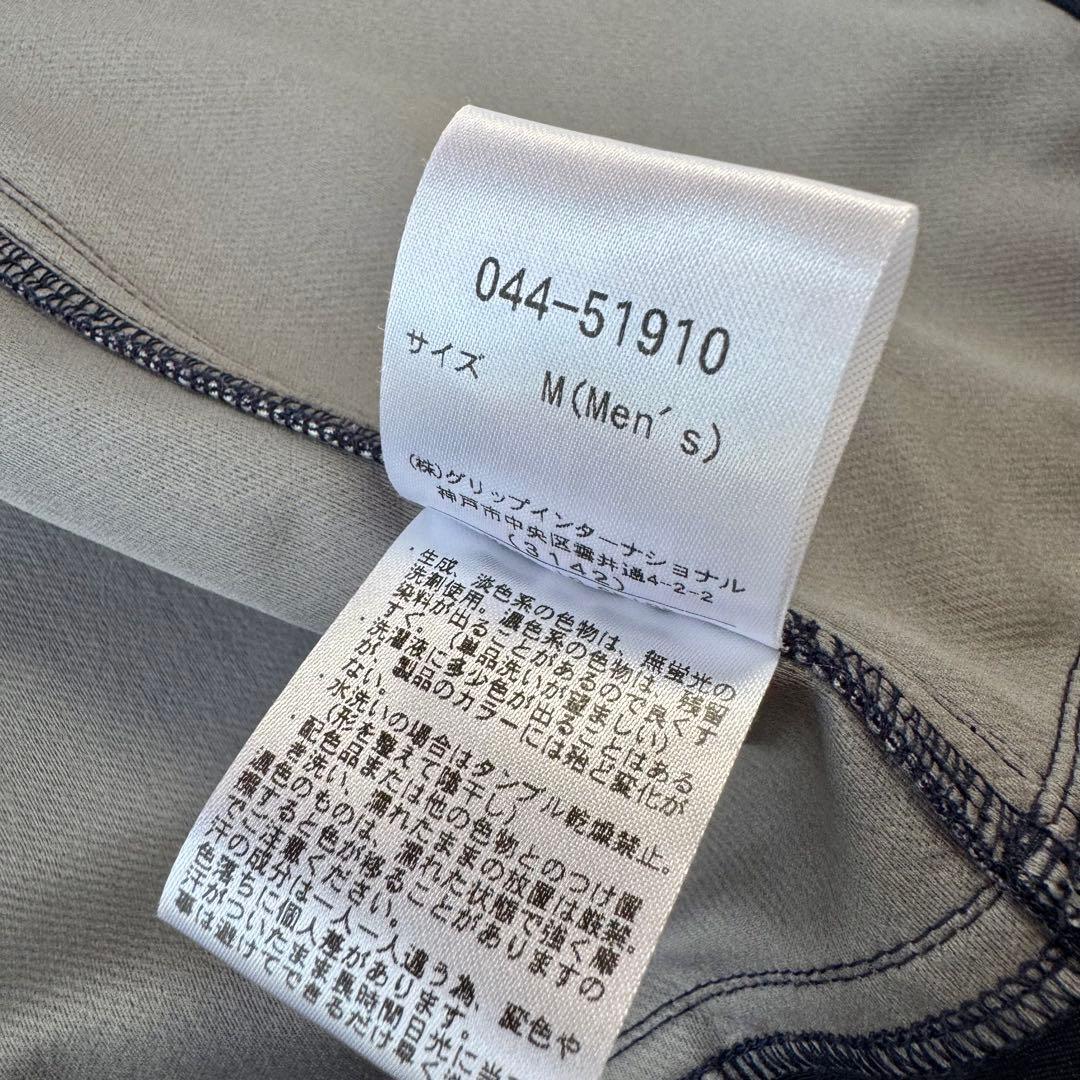 044-51910
サイズ M(Men's)
(株)グリップインターナショナル
神戸市中央区雲井通4-2-2
(3142)
・生成、淡色系の色物は、無蛍光の
洗剤使用。濃色系の色物は、残留
染料が出ることがあるので良くす
すぐ。(単品洗いが望ましい)
・洗濯液に多少色が出ることはある
が、製品のカラーには殆ど変化が
ない。
・水洗いの場合はタンブル乾燥禁止。
(形を整えて陰干し)
・配色品または他の色物とのつけ置
き洗い、濡れたままの放置は厳禁。
濃色のものは、濡れた状態で強く摩
擦すると色が移ることがありますの
でご注意ください。
汗の成分は一人一人違う為、変色や
色落ちに個人差があります。
汗がついたまま長時間日光に当
事は避けてできるだけ早